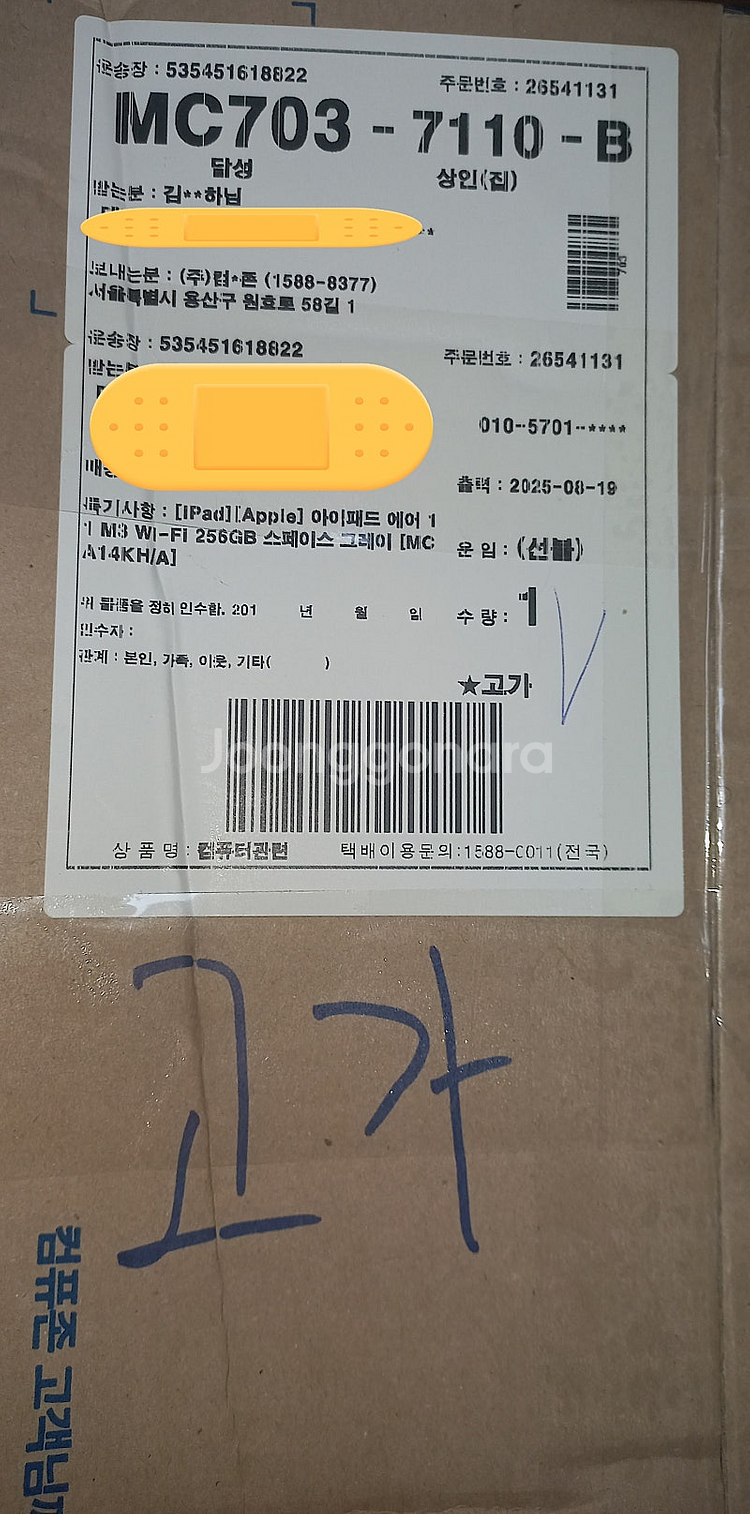 운송장 : 535451618822
주문번호 : 26541131
MC703 - 7110 - B
달성
상인(집)
받는분 : 김**하님
보내는분 : (주)컴*존 (1588-8377)
서울특별시 용산구 원효로 58길 1
703
운송장 : 535451618822
주문번호 : 26541131
받는분
010-5701-****
출력 : 2025-08-19
특기사항 : [iPad][Apple] 아이패드 에어 1
1 M3 Wi-Fi 256GB 스페이스 그레이 [MC
A14KH/A]
운 임 : (선불)
위 물품을 정히 인수함. 201 년 월 일
수 량 : 1
인수자 :
관계 : 본인, 가족, 이웃, 기타( )
★고가
Joonggonara
상 품 명 : 컴퓨터관련 택배이용문의:1588-0011(전국)
고가
컴퓨존 고객님